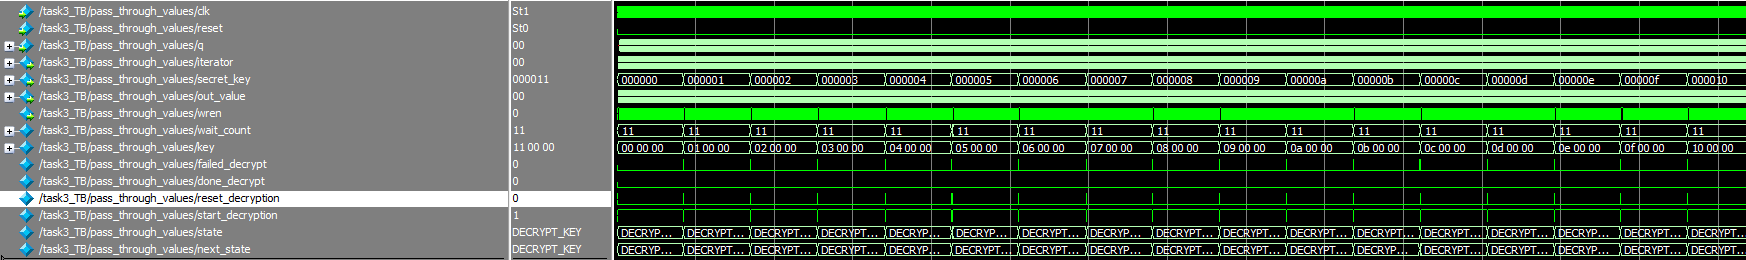 /task3_TB/pass_through_values/clk St1
/task3_TB/pass_through_values/reset St0
/task3_TB/pass_through_values/q 00
/task3_TB/pass_through_values/iterator 00
/task3_TB/pass_through_values/secret_key 000011 000000 000001 000002 000003 000004 000005 000006 000007 000008 000009 00000a 00000b 00000c 00000d 00000e 00000f 000010
/task3_TB/pass_through_values/out_value 00
/task3_TB/pass_through_values/wren 0
/task3_TB/pass_through_values/wait_count 11 11 11 11 11 11 11 11 11 11 11 11 11 11 11 11 11 11
/task3_TB/pass_through_values/key 11 00 00 00 00 00 01 00 00 02 00 00 03 00 00 04 00 00 05 00 00 06 00 00 07 00 00 08 00 00 09 00 00 0a 00 00 0b 00 00 0c 00 00 0d 00 00 0e 00 00 0f 00 00 10 00 00
/task3_TB/pass_through_values/failed_decrypt 0
/task3_TB/pass_through_values/done_decrypt 0
/task3_TB/pass_through_values/reset_decryption 0
/task3_TB/pass_through_values/start_decryption 1
/task3_TB/pass_through_values/state DECRYPT_KEY DECRYP... DECRYPT... DECRYPT... DECRYPT... DECRYPT... DECRYP... DECRYPT... DECRYPT... DECRYPT... DECRYPT... DECRYPT... DECRYPT... DECRYPT... DECRYPT... DECRYP... DECRYPT... DECRYPT...
/task3_TB/pass_through_values/next_state DECRYPT_KEY DECRYP... DECRYPT... DECRYPT... DECRYPT... DECRYPT... DECRYP... DECRYPT... DECRYPT... DECRYPT... DECRYPT... DECRYPT... DECRYPT... DECRYPT... DECRYPT... DECRYP... DECRYPT... DECRYPT...